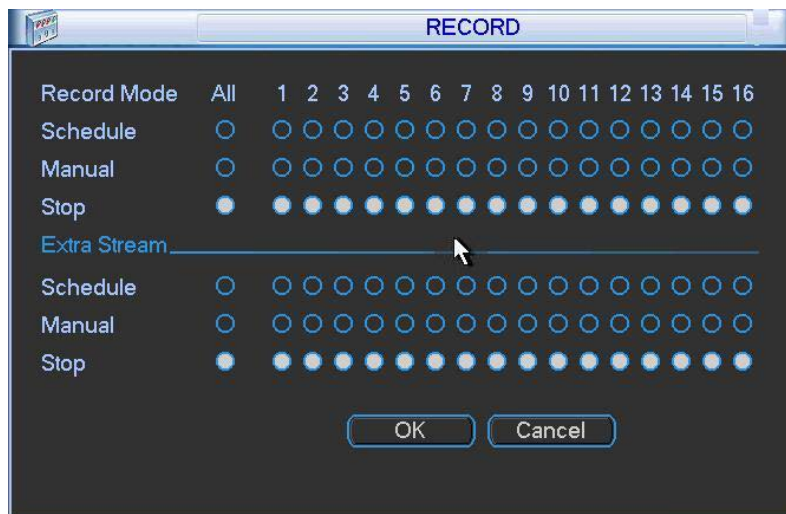 RECORD
Record Mode All 1 2 3 4 5 6 7 8 9 10 11 12 13 14 15 16
Schedule
Manual
Stop
Extra Stream
Schedule
Manual
Stop
OK Cancel